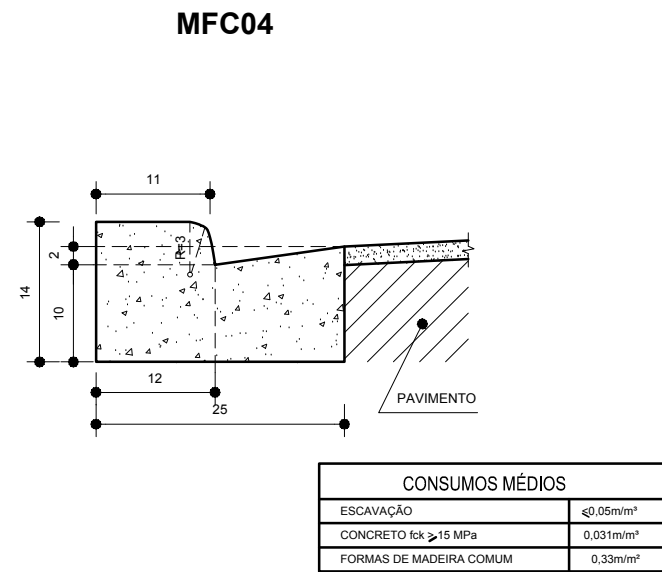 MFC04
11
R=3
2
14
10
12
25
PAVIMENTO
CONSUMOS MÉDIOS
ESCAVAÇÃO ≤0,05m/m³
CONCRETO fck ≥15 MPa 0,031m/m³
FORMAS DE MADEIRA COMUM 0,33m/m²